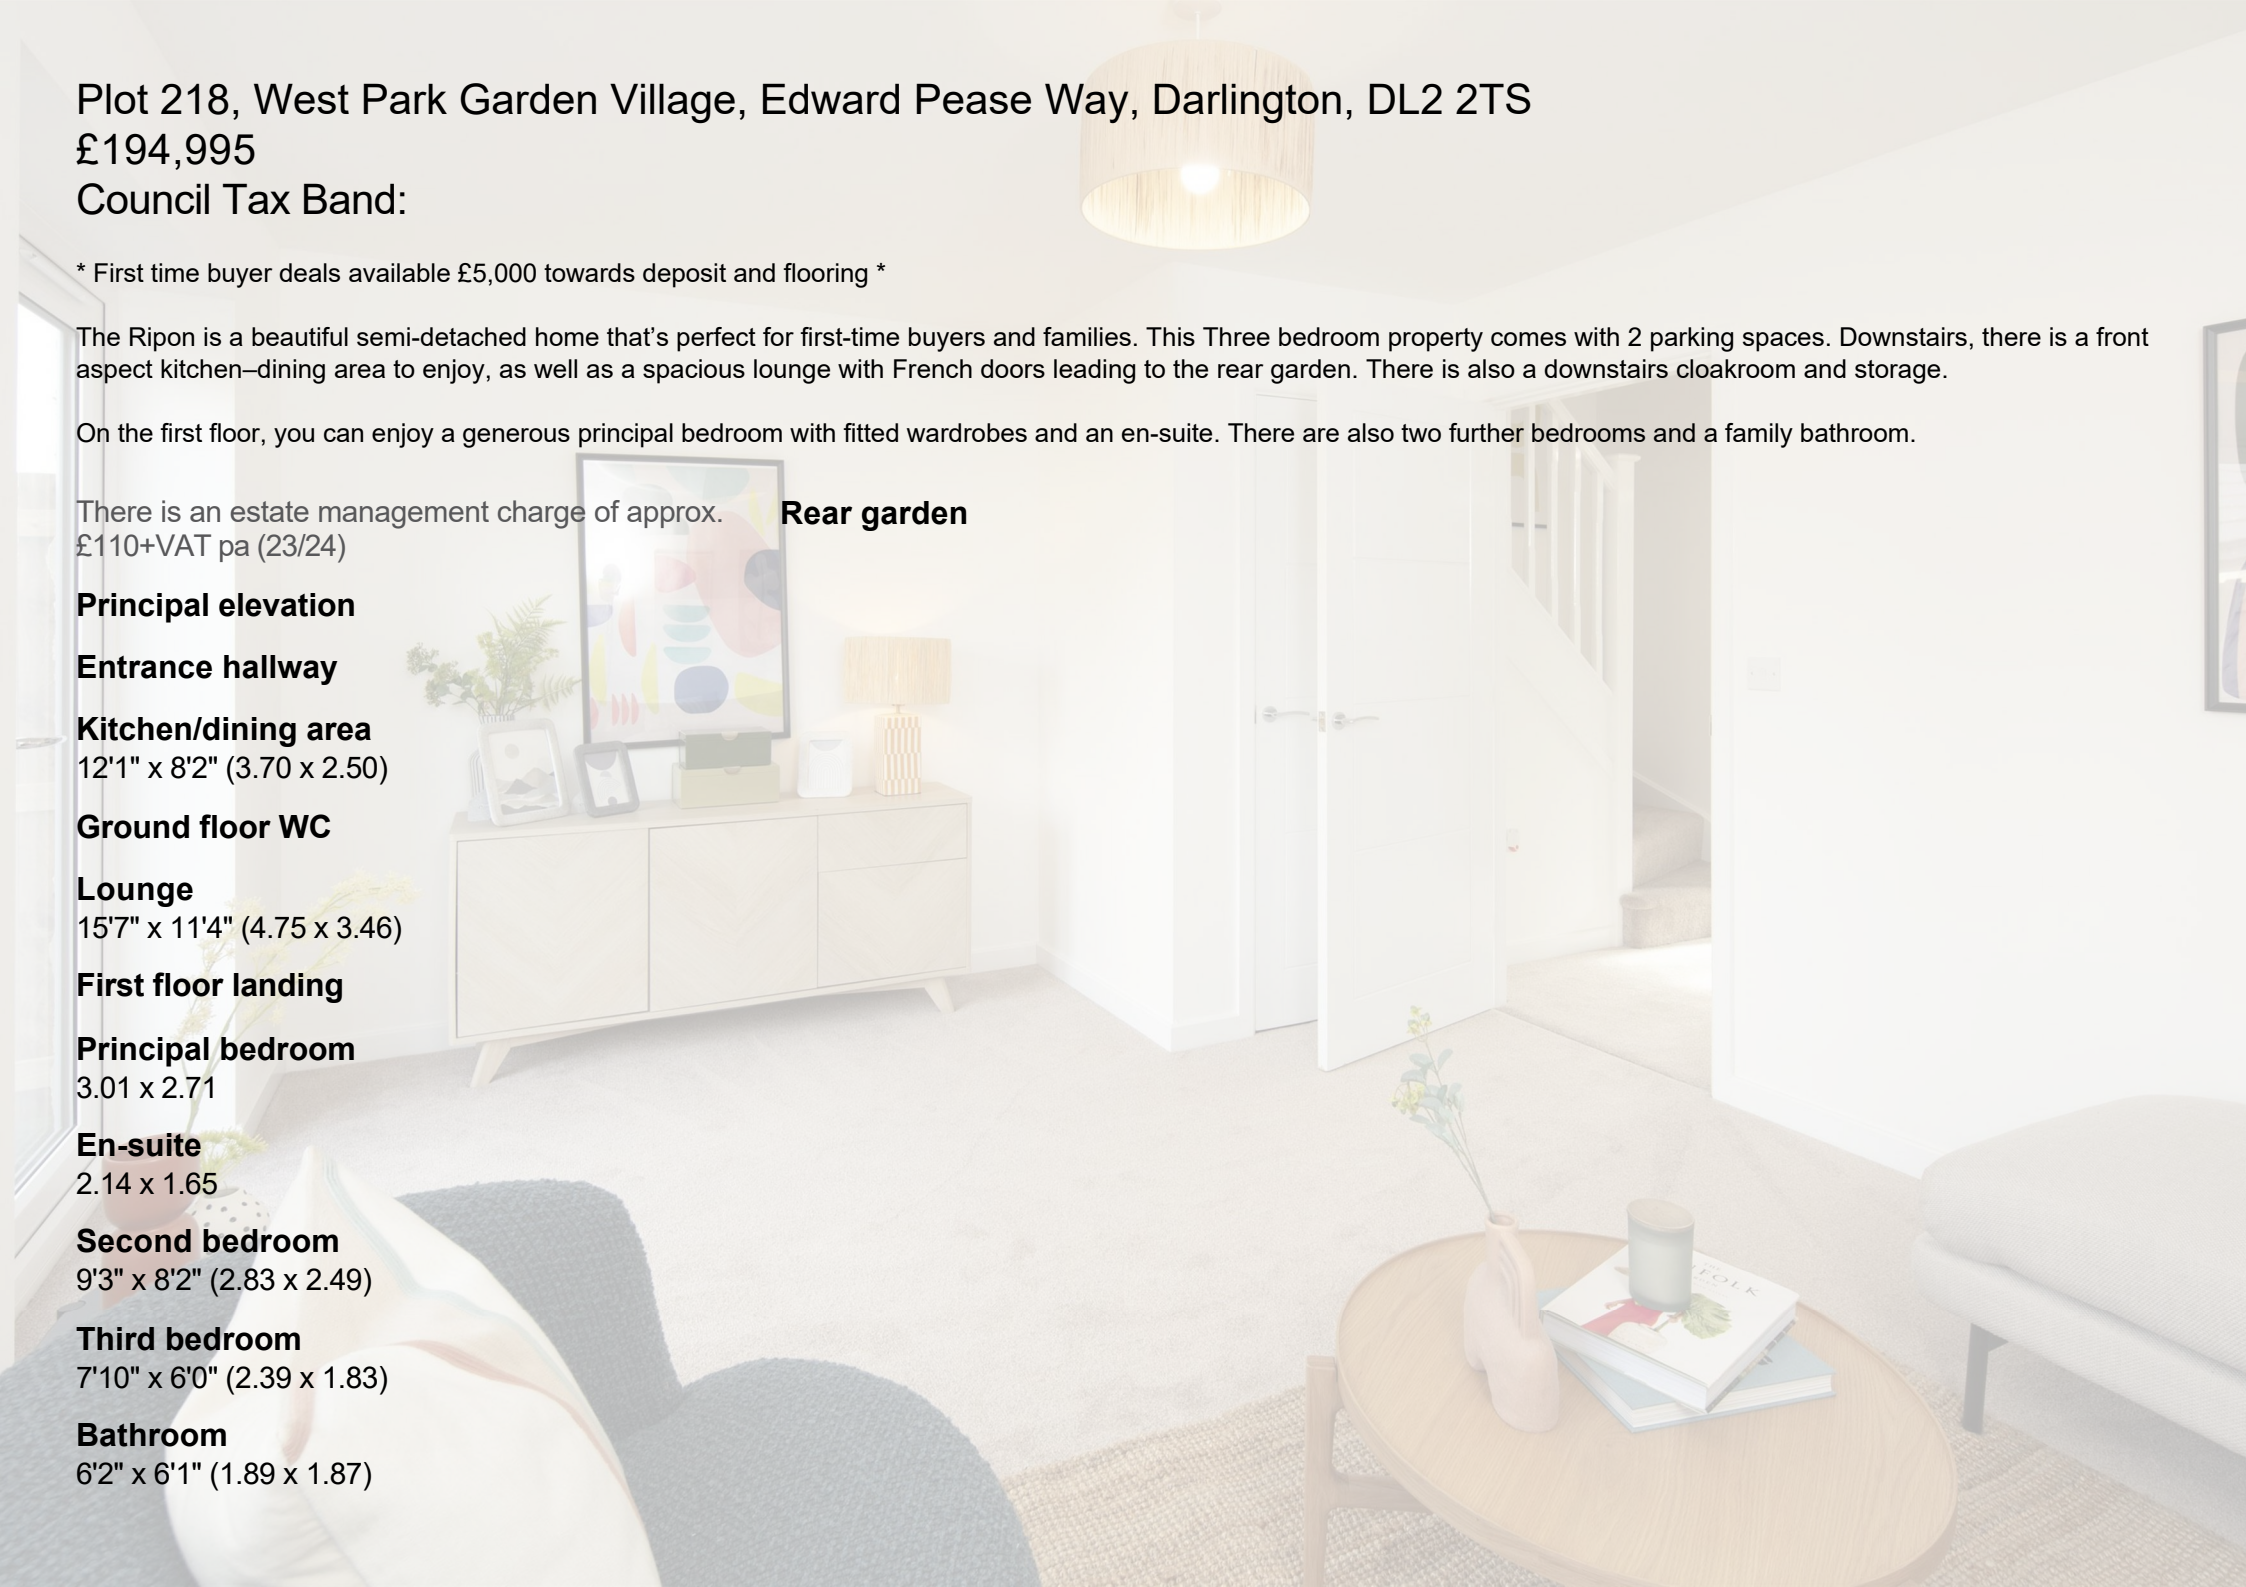 Plot 218, West Park Garden Village, Edward Pease Way, Darlington, DL2 2TS
£194,995
Council Tax Band:
* First time buyer deals available £5,000 towards deposit and flooring *
The Ripon is a beautiful semi-detached home that’s perfect for first-time buyers and families. This Three bedroom property comes with 2 parking spaces. Downstairs, there is a front
aspect kitchen–dining area to enjoy, as well as a spacious lounge with French doors leading to the rear garden. There is also a downstairs cloakroom and storage.
On the first floor, you can enjoy a generous principal bedroom with fitted wardrobes and an en-suite. There are also two further bedrooms and a family bathroom.
There is an estate management charge of approx.
£110+VAT pa (23/24)
Principal elevation
Entrance hallway
Kitchen/dining area
12'1" x 8'2" (3.70 x 2.50)
Ground floor WC
Lounge
15'7" x 11'4" (4.75 x 3.46)
First floor landing
Principal bedroom
3.01 x 2.71
En-suite
2.14 x 1.65
Second bedroom
9'3" x 8'2" (2.83 x 2.49)
Third bedroom
7'10" x 6'0" (2.39 x 1.83)
Bathroom
6'2" x 6'1" (1.89 x 1.87)
Rear garden